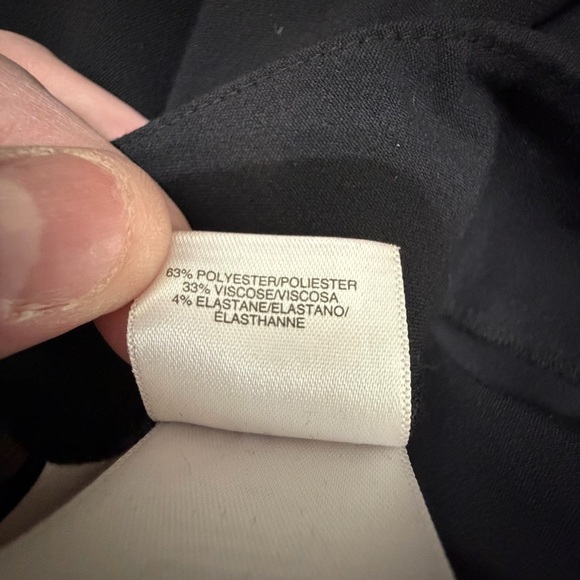 63% POLYESTER/POLIESTER
33% VISCOSE/VISCOSA
4% ELASTANE/ELASTANO/
ÉLASTHANNE